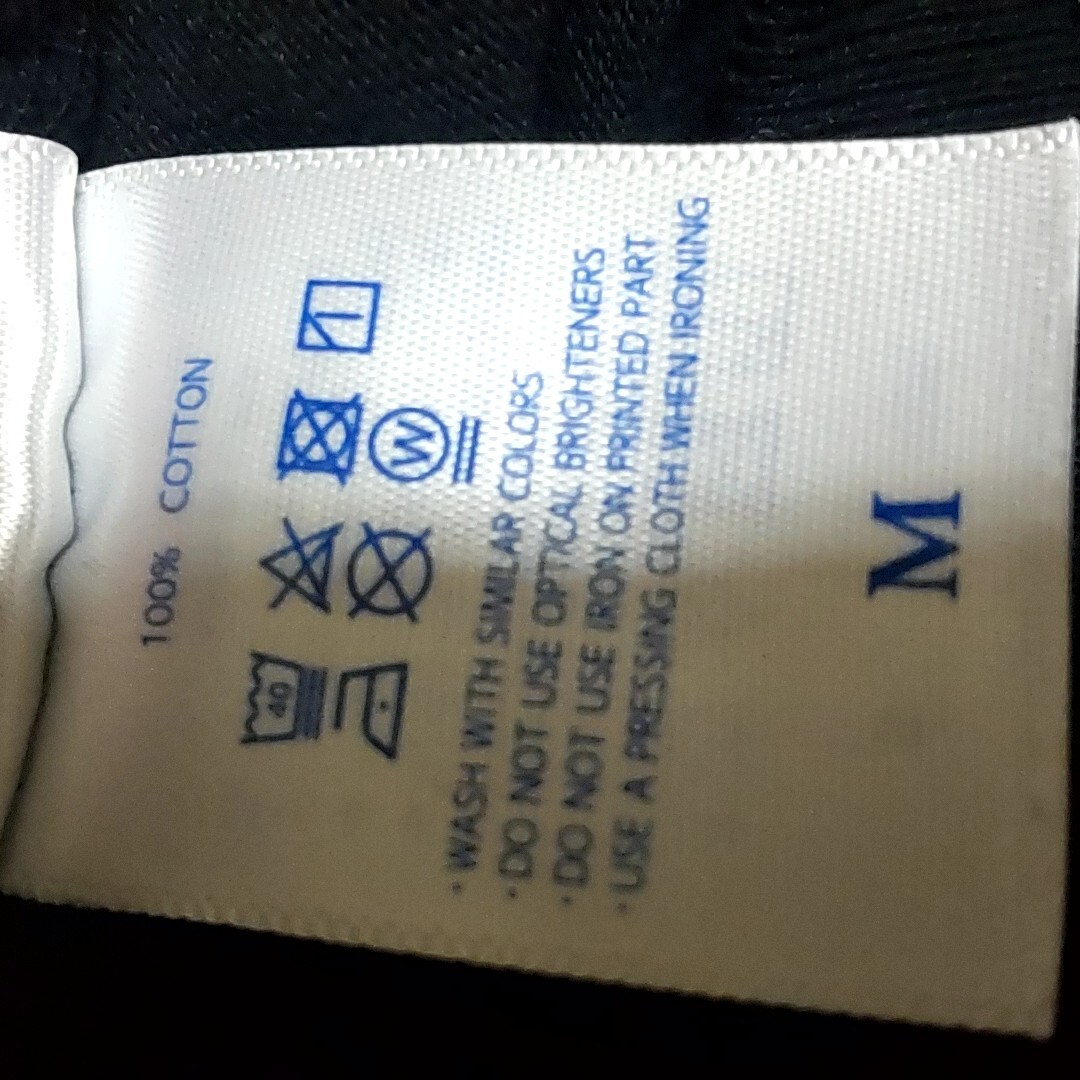 100% COTTON
40
W
· WASH WITH SIMILAR COLORS
· DO NOT USE OPTICAL BRIGHTENERS
· DO NOT USE IRON ON PRINTED PART
· USE A PRESSING CLOTH WHEN IRONING
M